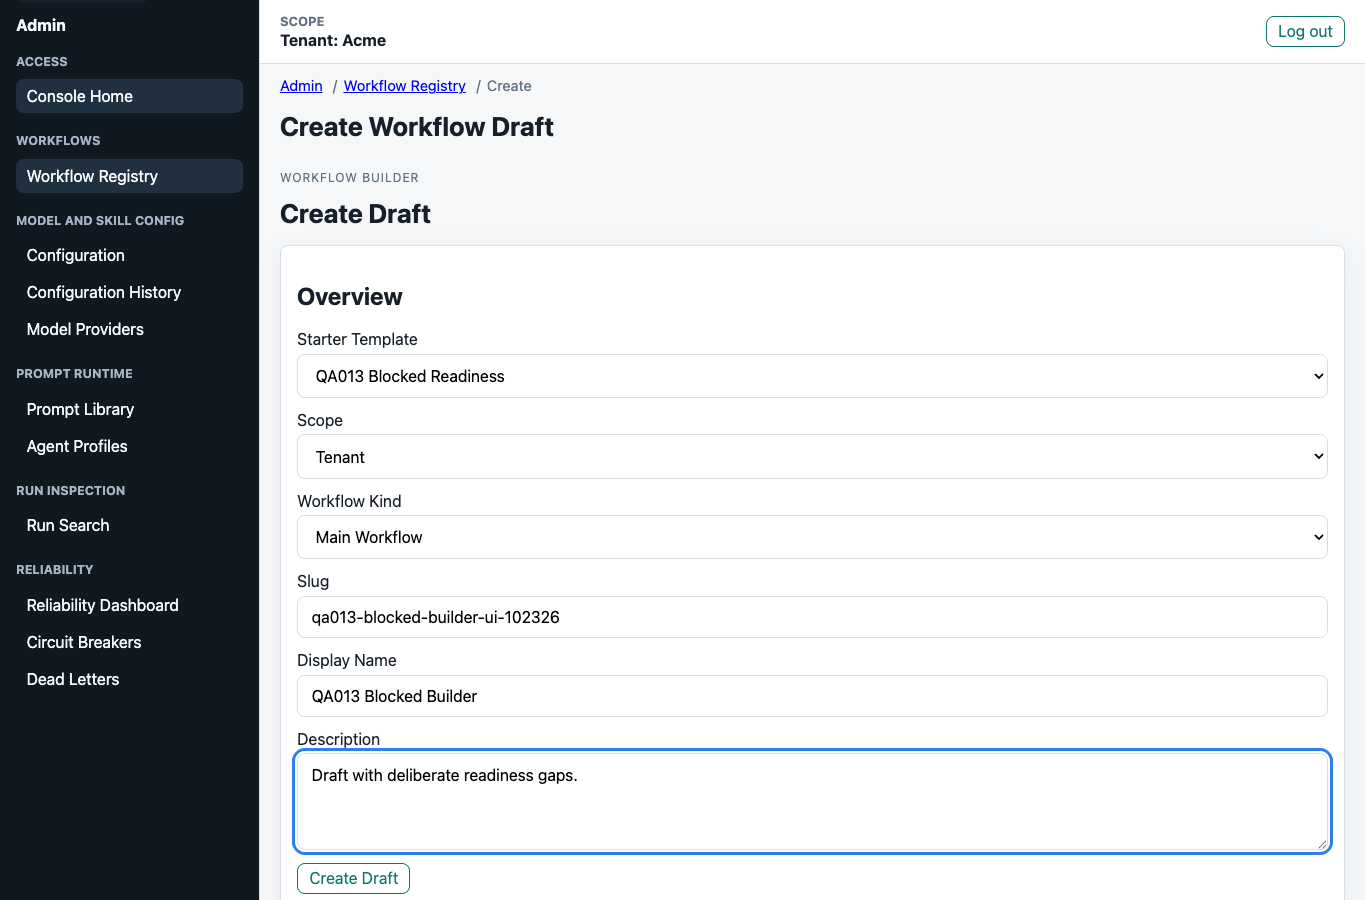 Admin
ACCESS
Console Home
WORKFLOWS
Workflow Registry
MODEL AND SKILL CONFIG
Configuration
Configuration History
Model Providers
PROMPT RUNTIME
Prompt Library
Agent Profiles
RUN INSPECTION
Run Search
RELIABILITY
Reliability Dashboard
Circuit Breakers
Dead Letters
SCOPE
Tenant: Acme
Log out
Admin / Workflow Registry / Create
Create Workflow Draft
WORKFLOW BUILDER
Create Draft
Overview
Starter Template
QA013 Blocked Readiness
Scope
Tenant
Workflow Kind
Main Workflow
Slug
qa013-blocked-builder-ui-102326
Display Name
QA013 Blocked Builder
Description
Draft with deliberate readiness gaps.
Create Draft